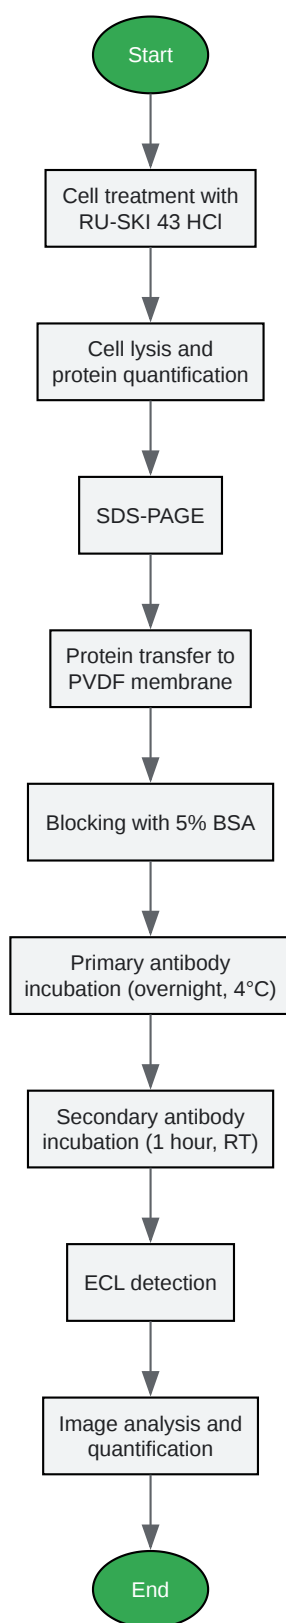 Start
Cell treatment with
RU-SKI 43 HCl
Cell lysis and
protein quantification
SDS-PAGE
Protein transfer to
PVDF membrane
Blocking with 5% BSA
Primary antibody
incubation (overnight, 4°C)
Secondary antibody
incubation (1 hour, RT)
ECL detection
Image analysis and
quantification
End